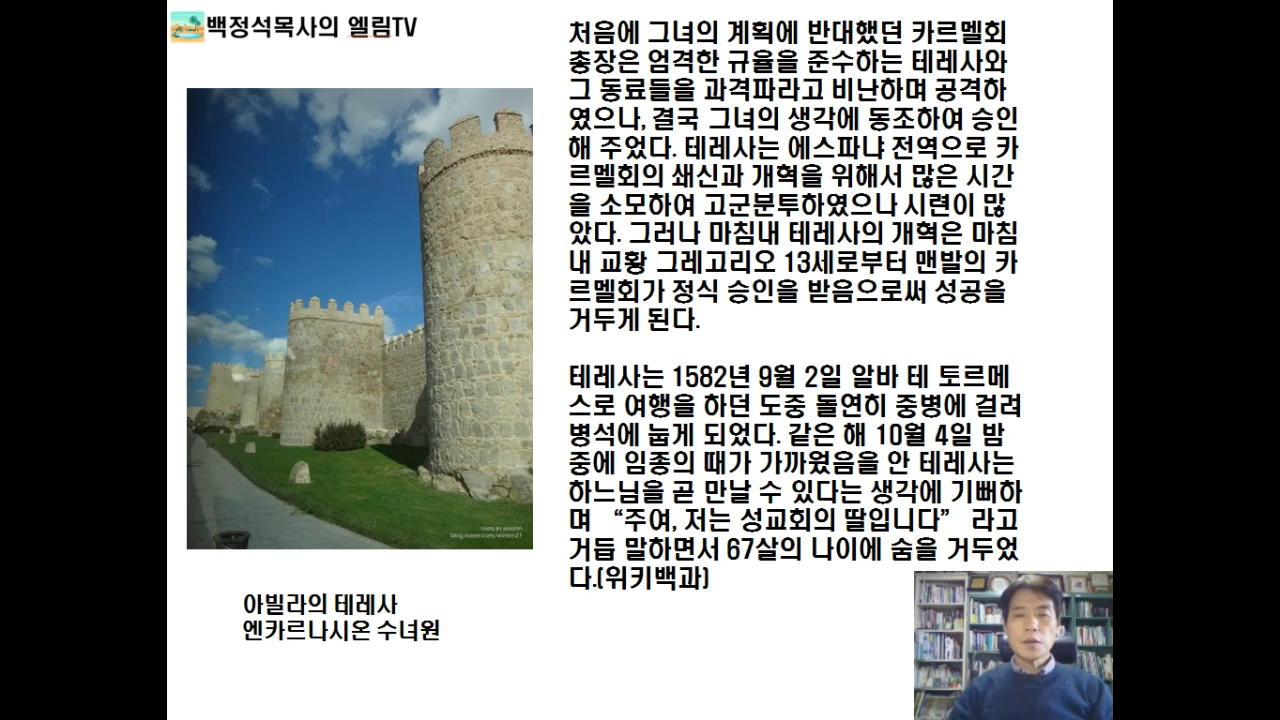 백정석목사의 엘림TV
처음에 그녀의 계획에 반대했던 카르멜회
총장은 엄격한 규율을 준수하는 테레사와
그 동료들을 과격파라고 비난하며 공격하
였으나, 결국 그녀의 생각에 동조하여 승인
해 주었다. 테레사는 에스파냐 전역으로 카
르멜회의 쇄신과 개혁을 위해서 많은 시간
을 소모하여 고군분투하였으나 시련이 많
았다. 그러나 마침내 테레사의 개혁은 마침
내 교황 그레고리오 13세로부터 맨발의 카
르멜회가 정식 승인을 받음으로써 성공을
거두게 된다.
테레사는 1582년 9월 2일 알바 테 토르메
스로 여행을 하던 도중 돌연히 중병에 걸려
병석에 눕게 되었다. 같은 해 10월 4일 밤
중에 임종의 때가 가까웠음을 안 테레사는
하느님을 곧 만날 수 있다는 생각에 기뻐하
며 “주여, 저는 성교회의 딸입니다” 라고
거듭 말하면서 67살의 나이에 숨을 거두었
다.(위키백과)
rains in season
blog.naver.com/winter21
아빌라의 테레사
엔카르나시온 수녀원